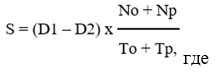 No + Np
S = (D1 – D2) x
To + Tp, где